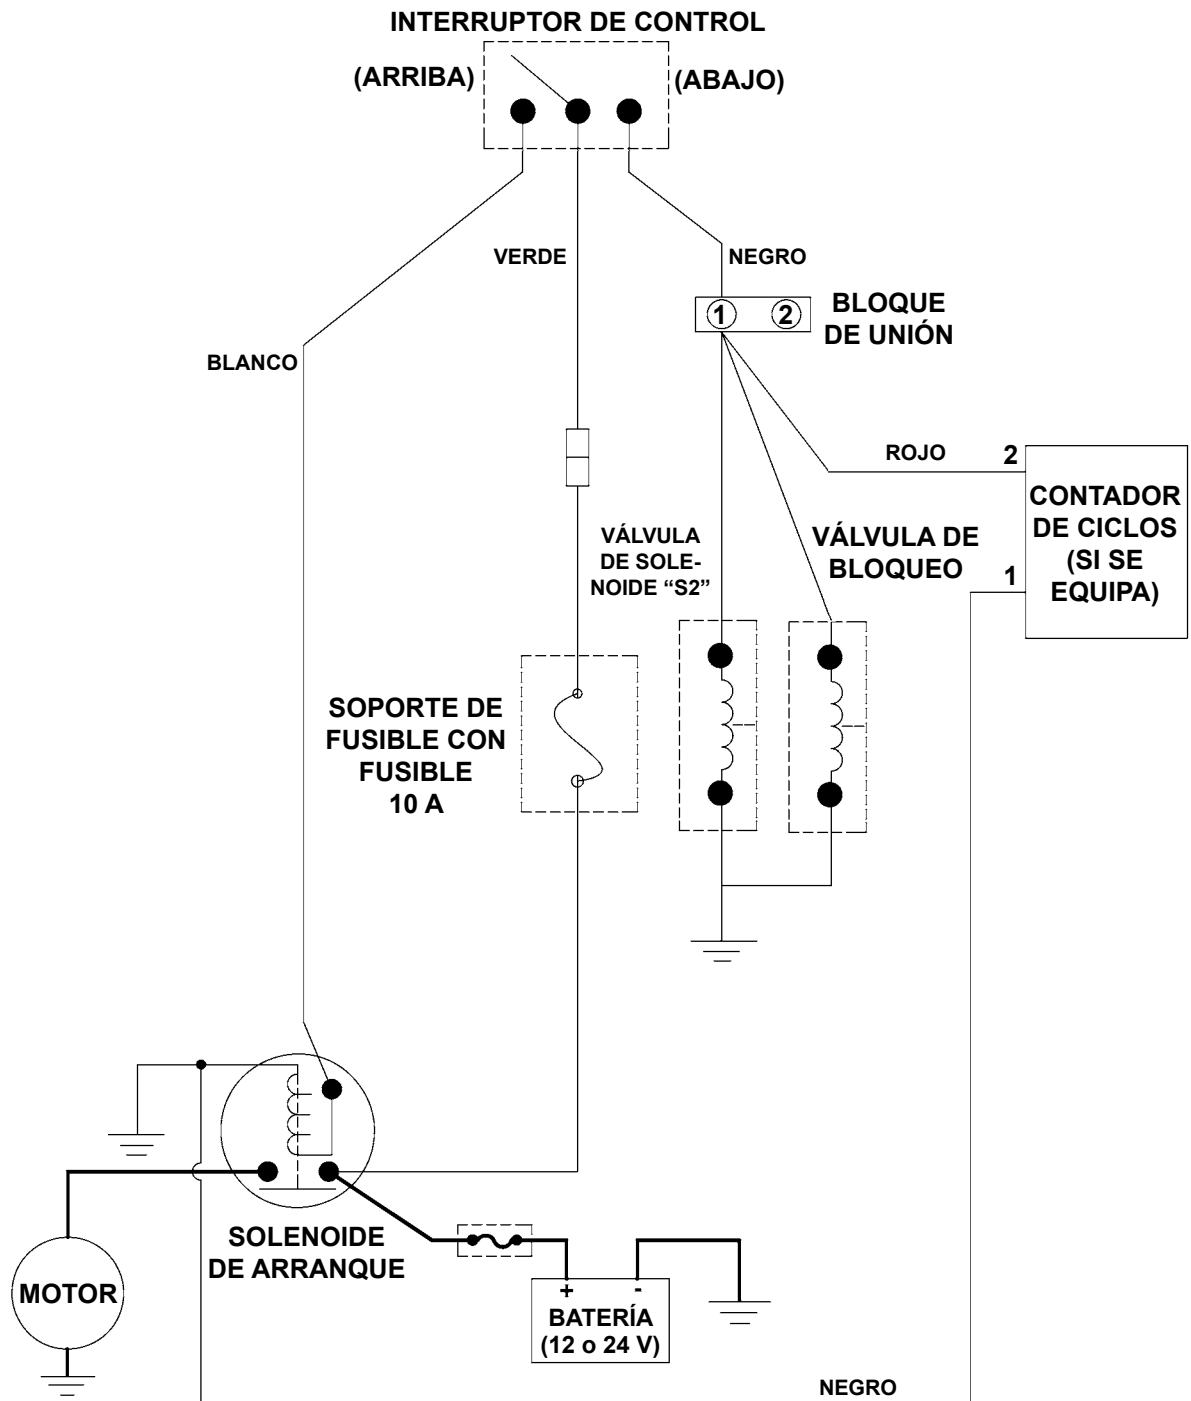 INTERRUPTOR DE CONTROL
(ARRIBA)
(ABAJO)
VERDE
NEGRO
1
2
BLOQUE
DE UNIÓN
BLANCO
ROJO
2
CONTADOR
DE CICLOS
(SI SE
EQUIPA)
1
VÁLVULA
DE SOLE-
NOIDE “S2”
VÁLVULA DE
BLOQUEO
SOPORTE DE
FUSIBLE CON
FUSIBLE
10 A
SOLENOIDE
DE ARRANQUE
MOTOR
+ -
BATERÍA
(12 o 24 V)
NEGRO